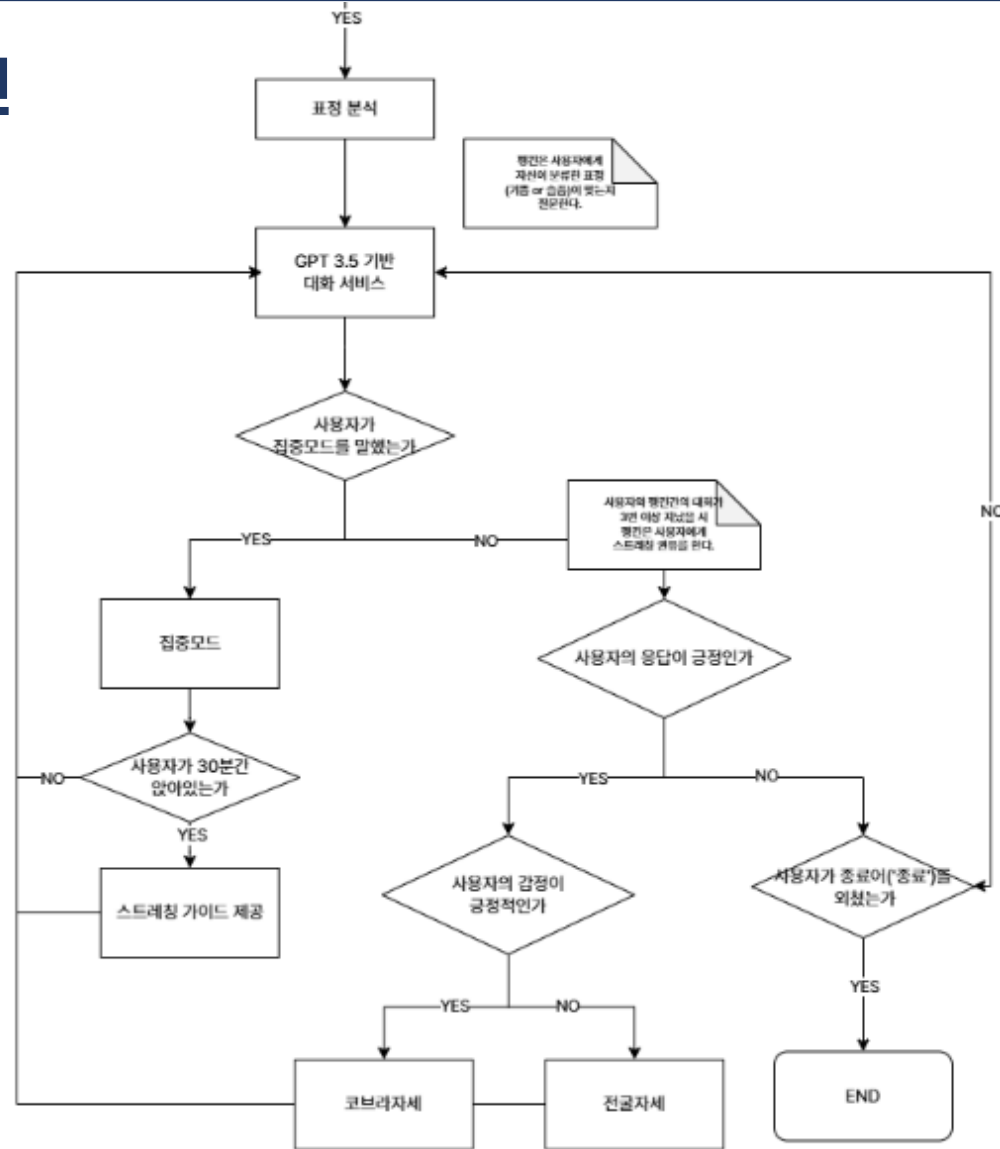 YES
표정 분석
행긴은 사용자에게
자신이 분류한 표정
(기쁨 or 슬픔)이 맞는지
질문한다.
GPT 3.5 기반
대화 서비스
사용자가
집중모드를 말했는가
사용자와 행긴간의 대화가
3번 이상 지났을 시
행긴은 사용자에게
스트레칭 권유를 한다.
NO
YES
NO
집중모드
사용자의 응답이 긍정인가
사용자가 30분간
앉아있는가
NO
YES
NO
YES
사용자의 감정이
긍정적인가
사용자가 종료어('종료')를
외쳤는가
스트레칭 가이드 제공
YES
YES
NO
코브라자세
전굴자세
END